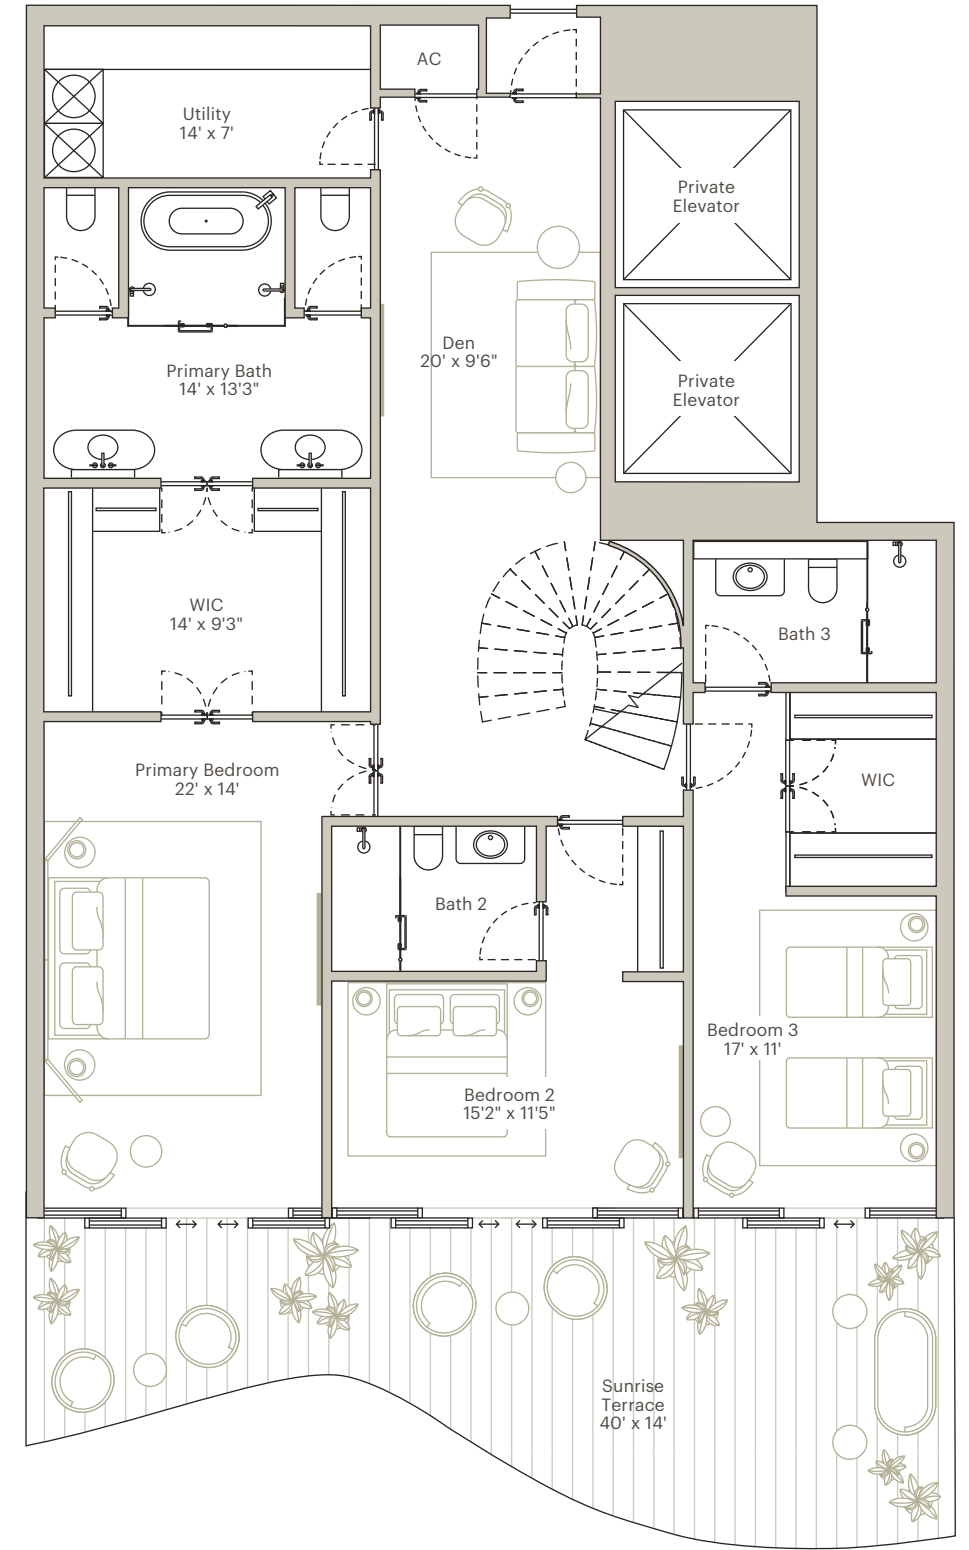 AC
Utility
14' x 7'
Private
Elevator
Den
20' x 9'6"
Primary Bath
14' x 13'3"
Private
Elevator
WIC
14' x 9'3"
Bath 3
Primary Bedroom
22' x 14'
WIC
Bath 2
Bedroom 3
17' x 11'
Bedroom 2
15'2" x 11'5"
Sunrise
Terrace
40' x 14'